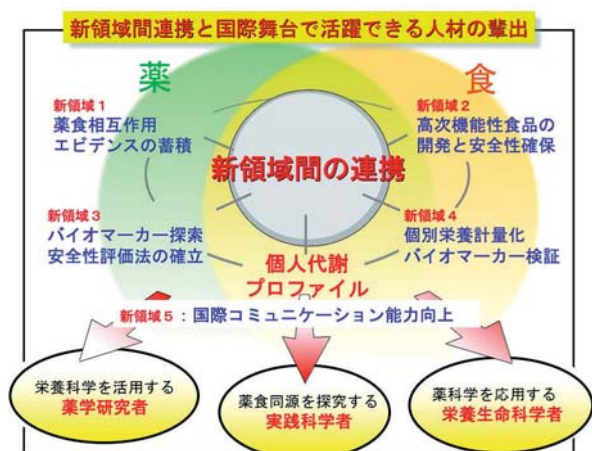 新領域間連携と国際舞台で活躍できる人材の輩出
薬
食
新領域1
薬食相互作用
エビデンスの蓄積
新領域2
高次機能性食品の
開発と安全性確保
新領域間の連携
新領域3
バイオマーカー探索
安全性評価法の確立
新領域4
個別栄養計量化
バイオマーカー検証
個人代謝
プロファイル
新領域5：国際コミュニケーション能力向上
栄養科学を活用する
薬学研究者
薬食同源を探究する
実践科学者
薬科学を応用する
栄養生命科学者